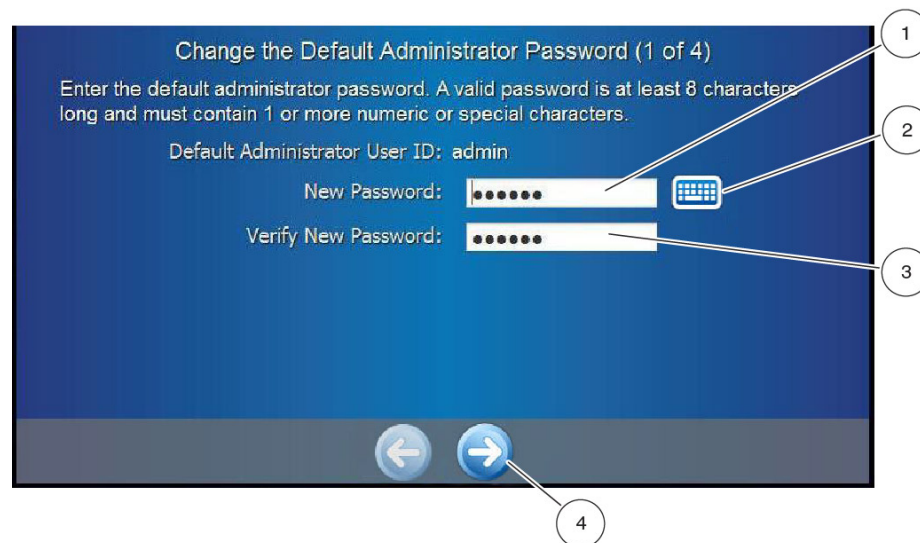 Change the Default Administrator Password (1 of 4)
1
Enter the default administrator password. A valid password is at least 8 characters
long and must contain 1 or more numeric or special characters.
2
Default Administrator User ID: admin
New Password: ●●●●●●
Verify New Password: ●●●●●●
3
4